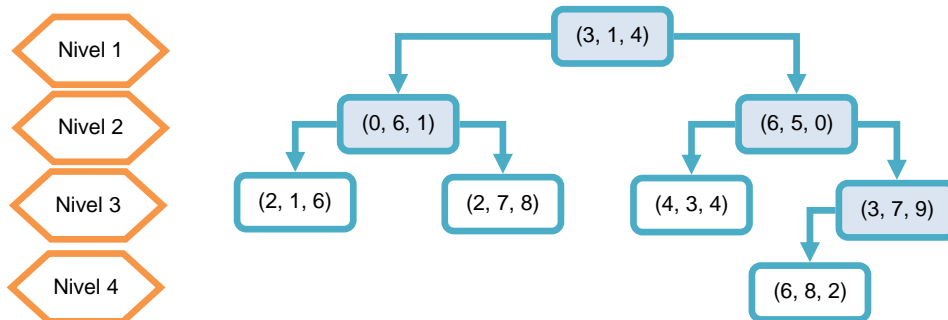 Nivel 1
(3, 1, 4)
Nivel 2
(0, 6, 1)
(6, 5, 0)
Nivel 3
(2, 1, 6)
(2, 7, 8)
(4, 3, 4)
(3, 7, 9)
Nivel 4
(6, 8, 2)